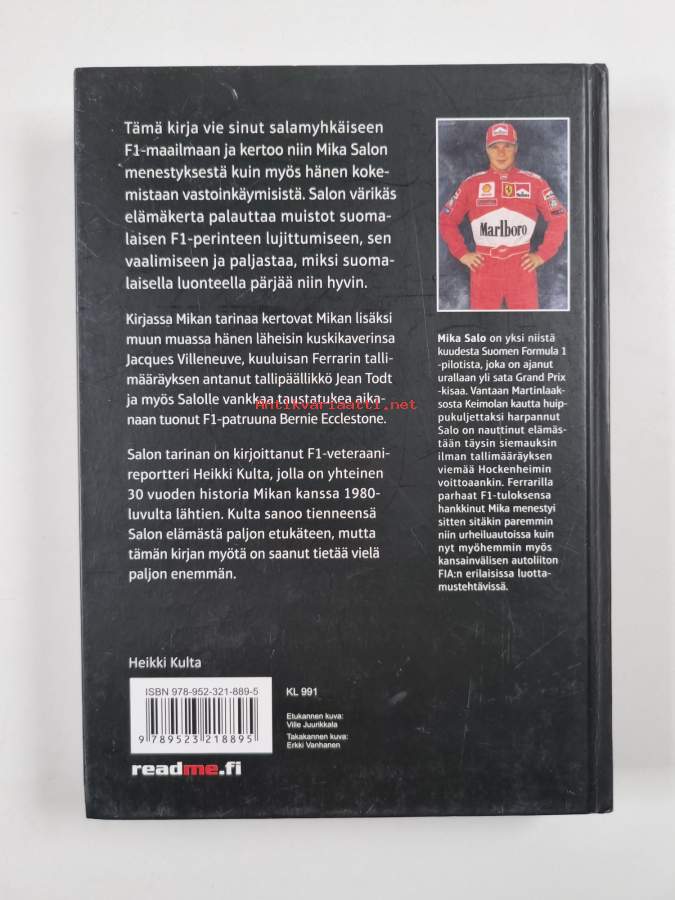 Tämä kirja vie sinut salamyhkäiseen
F1-maailmaan ja kertoo niin Mika Salon
menestyksestä kuin myös hänen koke-
mistaan vastoinkäymisistä. Salon värikäs
elämäkerta palauttaa muistot suoma-
laisen F1-perinteen lujittumiseen, sen
vaalimiseen ja paljastaa, miksi suoma-
laisella luonteella pärjää niin hyvin.
Kirjassa Mikan tarinaa kertovat Mikan lisäksi
muun muassa hänen läheisin kuskikaverinsa
Jacques Villeneuve, kuuluisan Ferrarin talli-
määräyksen antanut tallipäällikkö Jean Todt
ja myös Salolle vankkaa taustatukea aika-
naan tuonut F1-patruuna Bernie Ecclestone.
Salon tarinan on kirjoittanut F1-veteraani-
reportteri Heikki Kulta, jolla on yhteinen
30 vuoden historia Mikan kanssa 1980-
luvulta lähtien. Kulta sanoo tienneensä
Salon elämästä paljon etukäteen, mutta
tämän kirjan myötä on saanut tietää vielä
paljon enemmän.
Heikki Kulta
ISBN 978-952-321-889-5
9 789523 218895
readme.fi
KL 991
Etukannen kuva:
Ville Juurikkala
Takakannen kuva:
Erkki Vanhanen
Marlboro
Mika Salo on yksi niistä
kuudesta Suomen Formula 1
-pilotista, joka on ajanut
urallaan yli sata Grand Prix
-kisaa. Vantaan Martinlaak-
sosta Keimolan kautta huip-
pukuljettaksi harpannut
Salo on nauttinut elämäs-
tään täysin siemauksin
ilman tallimääräyksen
viemää Hockenheimin
voittoaankin. Ferrarilla
parhaat F1-tuloksensa
hankkinut Mika menestyi
sitten sitäkin paremmin
niin urheiluautoissa kuin
nyt myöhemmin myös
kansainvälisen autoliiton
FIA:n erilaisissa luotta-
mustehtävissä.
Antikvariaatti.net